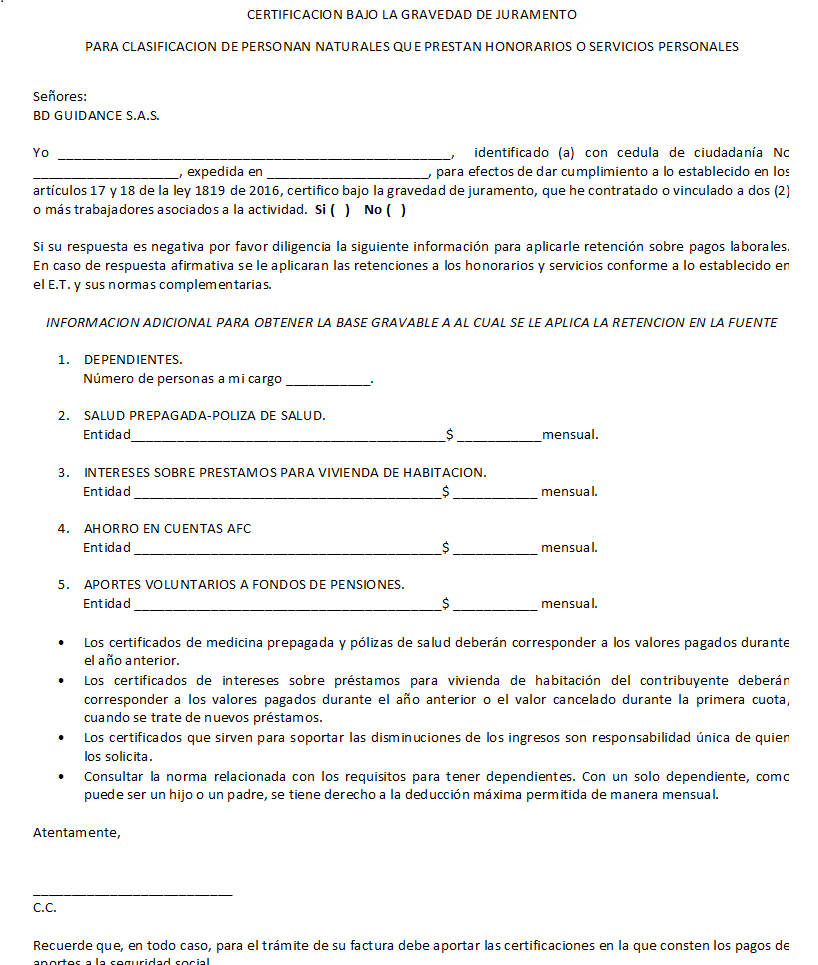 CERTIFICACION BAJO LA GRAVEDAD DE JURAMENTO
PARA CLASIFICACION DE PERSONAN NATURALES QUE PRESTAN HONORARIOS O SERVICIOS PERSONALES
Señores:
BD GUIDANCE S.A.S.
Yo ___________________________________________________, identificado (a) con cedula de ciudadanía No
___________________, expedida en _____________________, para efectos de dar cumplimiento a lo establecido en los
artículos 17 y 18 de la ley 1819 de 2016, certifico bajo la gravedad de juramento, que he contratado o vinculado a dos (2)
o más trabajadores asociados a la actividad. Si ( ) No ( )
Si su respuesta es negativa por favor diligencia la siguiente información para aplicarle retención sobre pagos laborales.
En caso de respuesta afirmativa se le aplicaran las retenciones a los honorarios y servicios conforme a lo establecido en
el E.T. y sus normas complementarias.
INFORMACION ADICIONAL PARA OBTENER LA BASE GRAVABLE A AL CUAL SE LE APLICA LA RETENCION EN LA FUENTE
1. DEPENDIENTES.
Número de personas a mi cargo ___________.
2. SALUD PREPAGADA-POLIZA DE SALUD.
Entidad_________________________________________$ ___________mensual.
3. INTERESES SOBRE PRESTAMOS PARA VIVIENDA DE HABITACION.
Entidad ________________________________________$ ___________ mensual.
4. AHORRO EN CUENTAS AFC
Entidad ________________________________________$ ___________ mensual.
5. APORTES VOLUNTARIOS A FONDOS DE PENSIONES.
Entidad ________________________________________$ ___________ mensual.
• Los certificados de medicina prepagada y pólizas de salud deberán corresponder a los valores pagados durante
el año anterior.
• Los certificados de intereses sobre préstamos para vivienda de habitación del contribuyente deberán
corresponder a los valores pagados durante el año anterior o el valor cancelado durante la primera cuota,
cuando se trate de nuevos préstamos.
• Los certificados que sirven para soportar las disminuciones de los ingresos son responsabilidad única de quien
los solicita.
• Consultar la norma relacionada con los requisitos para tener dependientes. Con un solo dependiente, como
puede ser un hijo o un padre, se tiene derecho a la deducción máxima permitida de manera mensual.
Atentamente,
__________________________
C.C.
Recuerde que, en todo caso, para el trámite de su factura debe aportar las certificaciones en la que consten los pagos de
aportes a la seguridad social